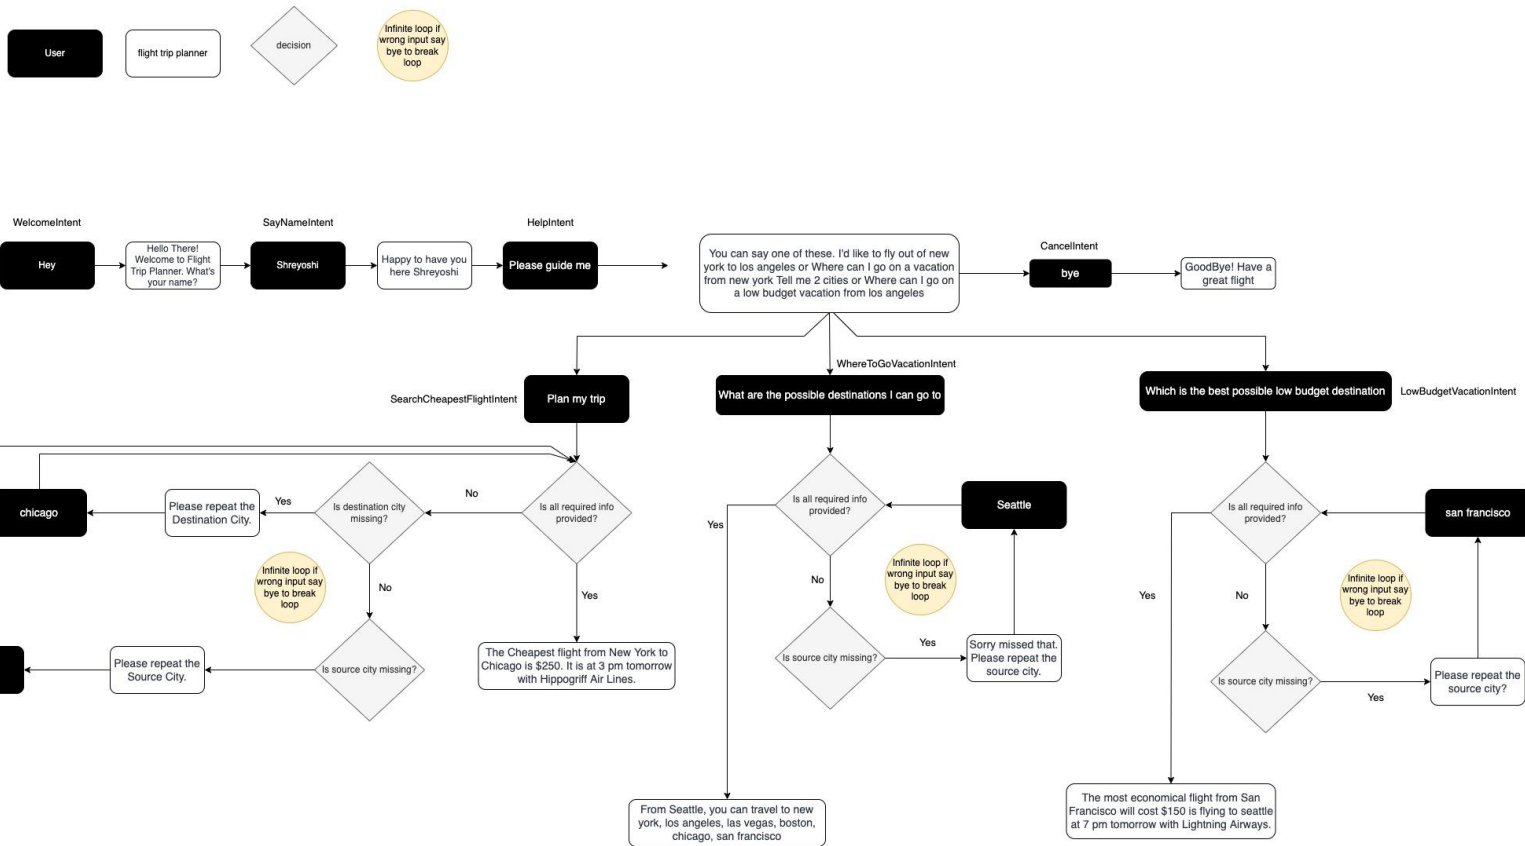 User
flight trip planner
decision
Infinite loop if
wrong input say
bye to break
loop
WelcomeIntent
SayNameIntent
HelpIntent
Hey
Hello There!
Welcome to Flight
Trip Planner. What's
your name?
Shreyoshi
Happy to have you
here Shreyoshi
Please guide me
You can say one of these. I'd like to fly out of new
york to los angeles or Where can I go on a vacation
from new york Tell me 2 cities or Where can I go on
a low budget vacation from los angeles
CancelIntent
bye
GoodBye! Have a
great flight
SearchCheapestFlightIntent
Plan my trip
WhereToGoVacationIntent
What are the possible destinations I can go to
Which is the best possible low budget destination
LowBudgetVacationIntent
chicago
Please repeat the
Destination City.
Yes
Is destination city
missing?
No
Is all required info
provided?
Infinite loop if
wrong input say
bye to break
loop
No
Yes
Please repeat the
Source City.
Is source city missing?
The Cheapest flight from New York to
Chicago is $250. It is at 3 pm tomorrow
with Hippogriff Air Lines.
Yes
Is all required info
provided?
Seattle
No
Infinite loop if
wrong input say
bye to break
loop
Is source city missing?
Yes
Sorry missed that.
Please repeat the
source city.
From Seattle, you can travel to new
york, los angeles, las vegas, boston,
chicago, san francisco
Is all required info
provided?
san francisco
Yes
No
Infinite loop if
wrong input say
bye to break
loop
Is source city missing?
Yes
Please repeat the
source city?
The most economical flight from San
Francisco will cost $150 is flying to seattle
at 7 pm tomorrow with Lightning Airways.